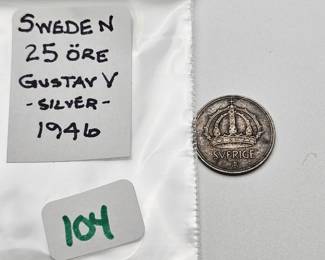 SWEDEN
25 ÖRE
GUSTAV V
-SILVER-
1946
104
SVERIGE